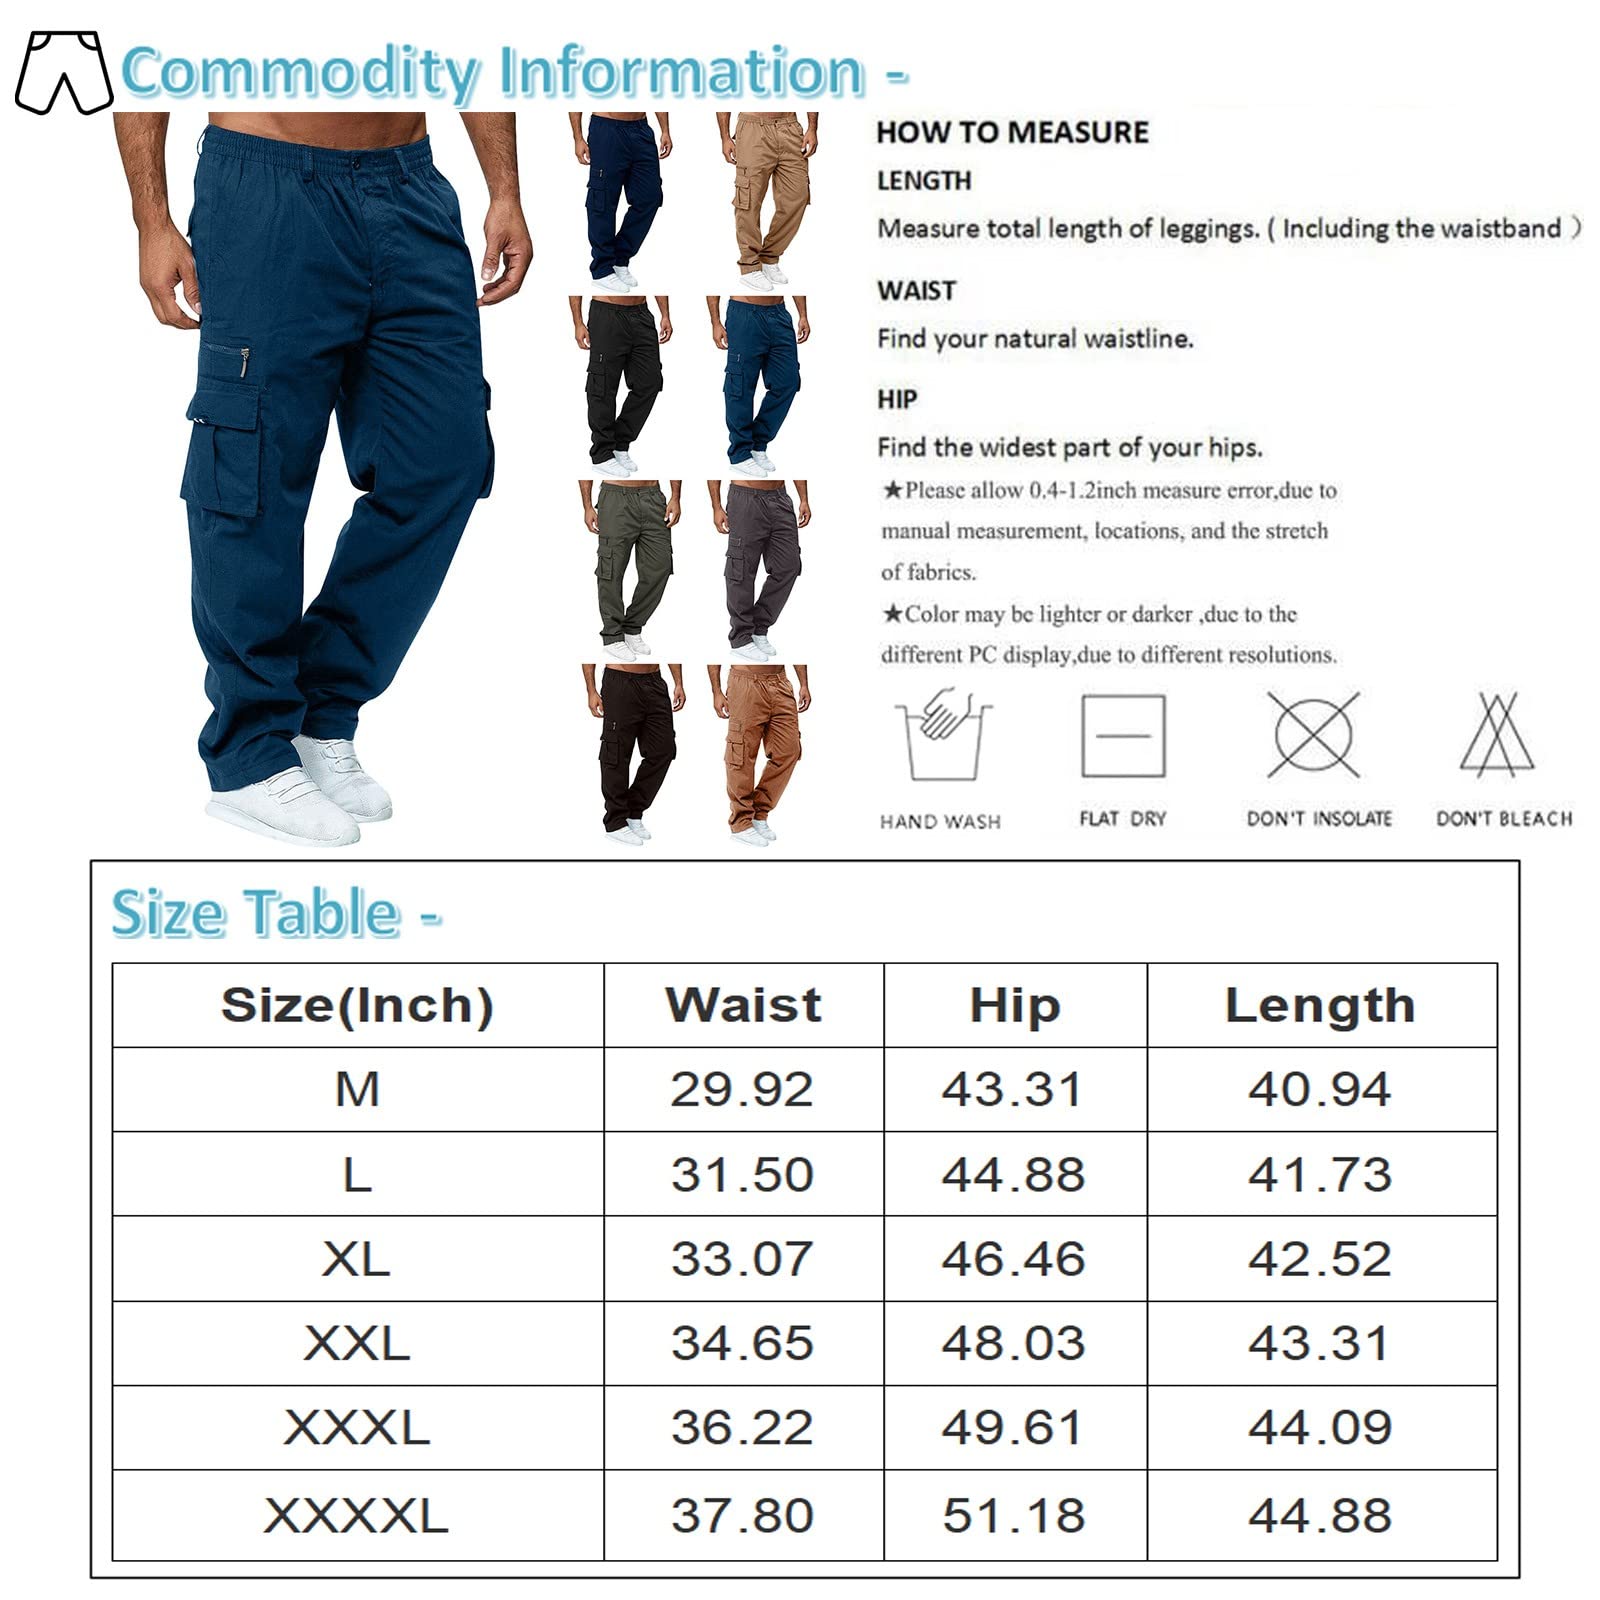 Commodity Information -
HOW TO MEASURE
LENGTH
Measure total length of leggings. ( Including the waistband )
WAIST
Find your natural waistline.
HIP
Find the widest part of your hips.
★Please allow 0.4-1.2inch measure error,due to
manual measurement, locations, and the stretch
of fabrics.
★Color may be lighter or darker ,due to the
different PC display,due to different resolutions.
HAND WASH FLAT DRY DON'T INSOLATE DON'T BLEACH
Size Table -
Size(Inch) Waist Hip Length
M 29.92 43.31 40.94
L 31.50 44.88 41.73
XL 33.07 46.46 42.52
XXL 34.65 48.03 43.31
XXXL 36.22 49.61 44.09
XXXXL 37.80 51.18 44.88